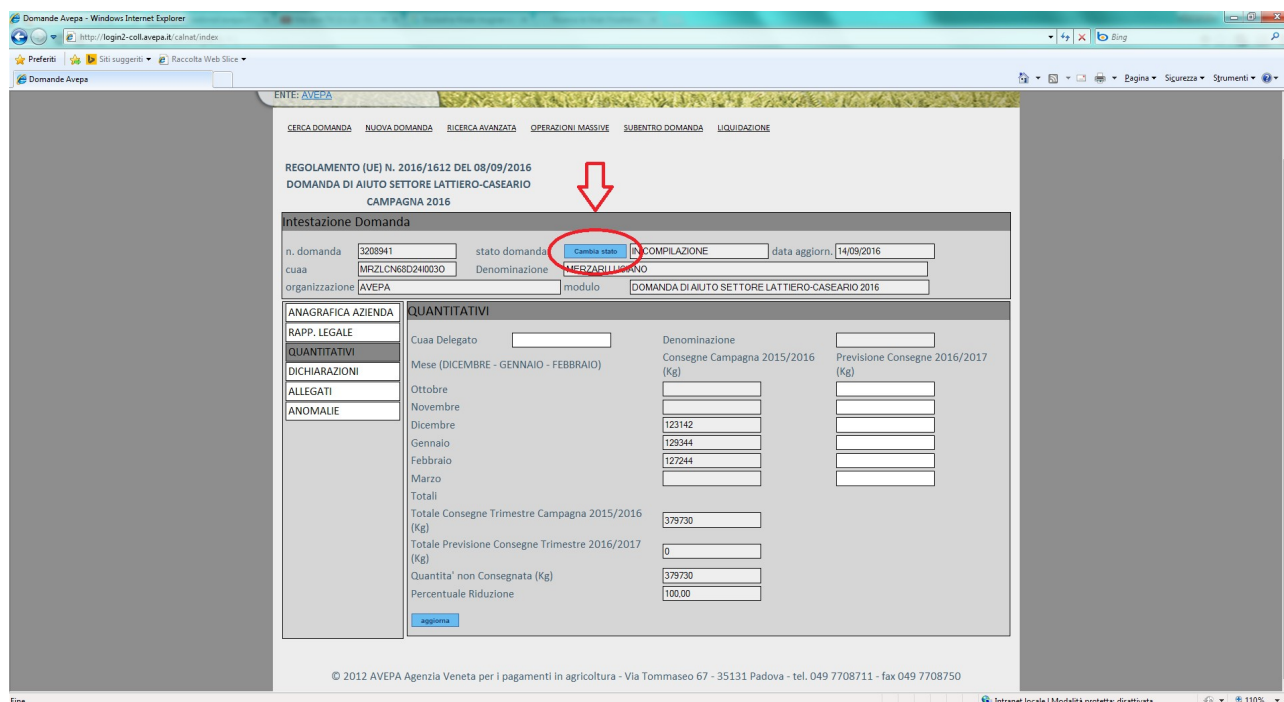 Domande Avepa - Windows Internet Explorer
http://login2-coll.avepa.it/calnat/index
Bing
Preferiti Siti suggeriti Raccolta Web Slice
Domande Avepa
Pagina Sicurezza Strumenti
ENTE: AVEPA
CERCA DOMANDA NUOVA DOMANDA RICERCA AVANZATA OPERAZIONI MASSIVE SUBENTRO DOMANDA LIQUIDAZIONE
REGOLAMENTO (UE) N. 2016/1612 DEL 08/09/2016
DOMANDA DI AIUTO SETTORE LATTIERO-CASEARIO
CAMPAGNA 2016
Intestazione Domanda
n. domanda 3208941 stato domanda Cambia stato IN COMPILAZIONE data aggiorn. 14/09/2016
cuaa MRZLCN68D24I003O Denominazione MERZARI LUCIANO
organizzazione AVEPA modulo DOMANDA DI AIUTO SETTORE LATTIERO-CASEARIO 2016
ANAGRAFICA AZIENDA
RAPP. LEGALE
QUANTITATIVI
DICHIARAZIONI
ALLEGATI
ANOMALIE
QUANTITATIVI
Cuaa Delegato Denominazione
Mese (DICEMBRE - GENNAIO - FEBBRAIO) Consegne Campagna 2015/2016 (Kg) Previsione Consegne 2016/2017 (Kg)
Ottobre
Novembre
Dicembre 123142
Gennaio 129344
Febbraio 127244
Marzo
Totali
Totale Consegne Trimestre Campagna 2015/2016 (Kg) 379730
Totale Previsione Consegne Trimestre 2016/2017 (Kg) 0
Quantita' non Consegnata (Kg) 379730
Percentuale Riduzione 100,00
aggiorna
© 2012 AVEPA Agenzia Veneta per i pagamenti in agricoltura - Via Tommaseo 67 - 35131 Padova - tel. 049 7708711 - fax 049 7708750
Fine
Intranet locale | Modalità protetta: disattivata 110%